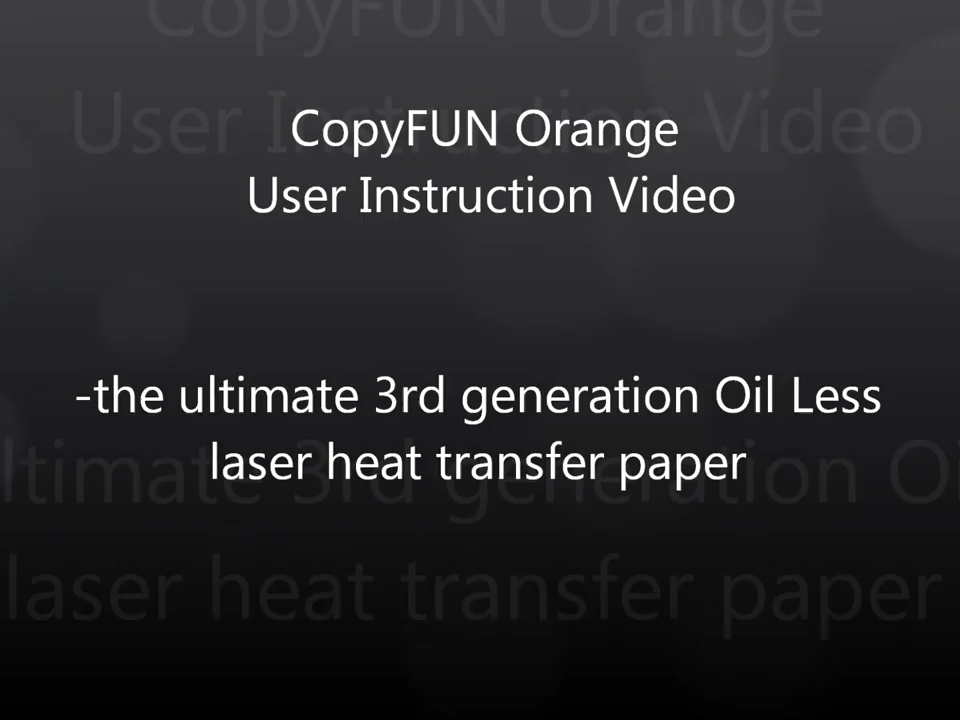 CopyFUN Orange
User Instruction Video
-the ultimate 3rd generation Oil Less
laser heat transfer paper